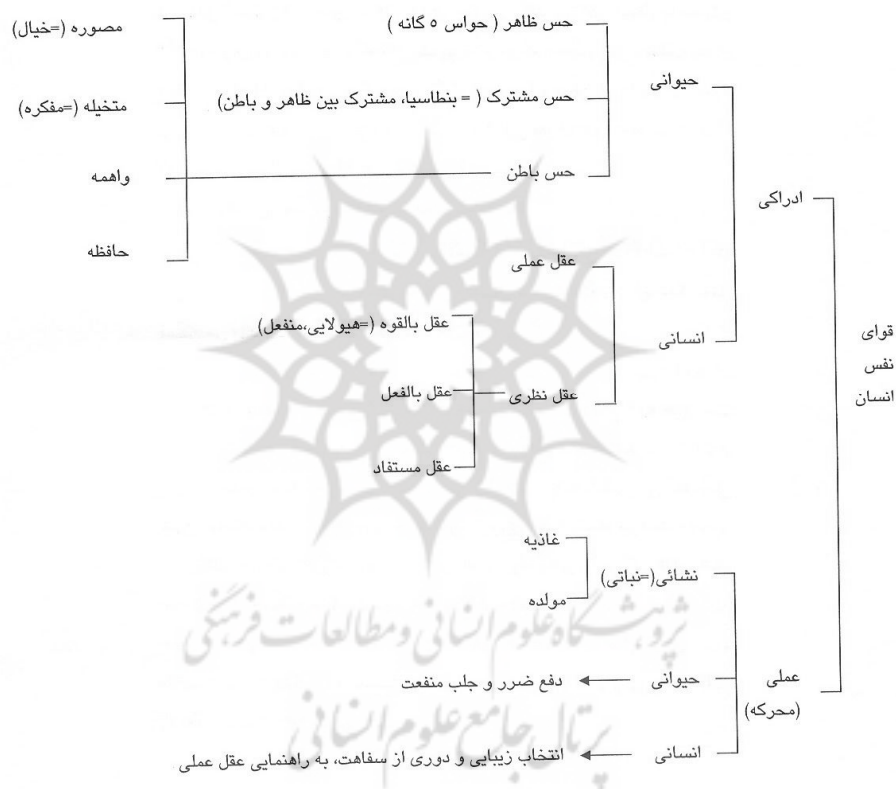 قوای
نفس
انسان
ادراکی
حیوانی
حس ظاهر ( حواس ۵ گانه )
حس مشترک ( = بنطاسیا، مشترک بین ظاهر و باطن)
حس باطن
مصوره (=خیال)
متخیله (=مفکره)
واهمه
حافظه
انسانی
عقل عملی
عقل نظری
عقل بالقوه (=هیولایی،منفعل)
عقل بالفعل
عقل مستفاد
عملی
(محرکه)
نشائی(=نباتی)
غاذیه
مولده
حیوانی
دفع ضرر و جلب منفعت
انسانی
انتخاب زیبایی و دوری از سفاهت، به راهنمایی عقل عملی
پژوهشگاه علوم انسانی و مطالعات فرهنگی
پرتال جامع علوم انسانی